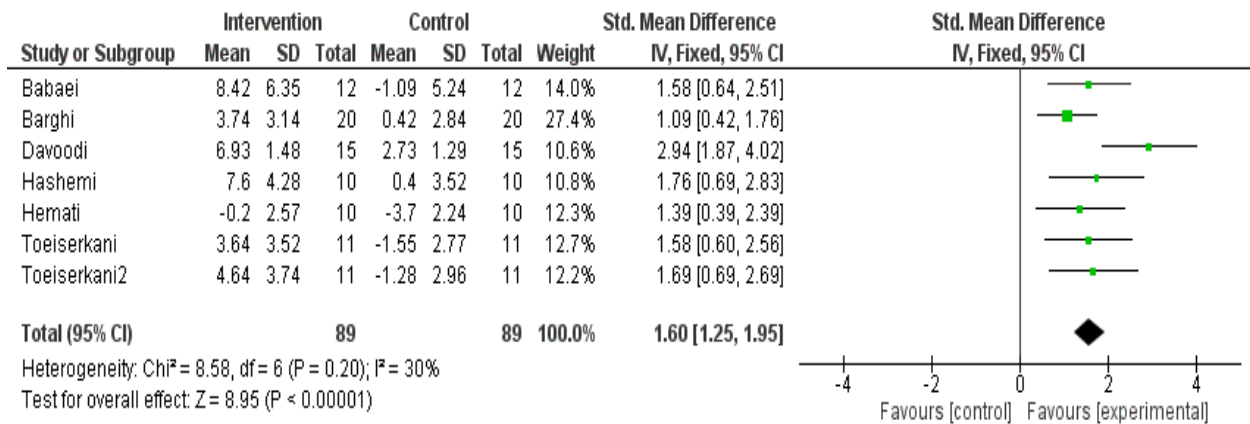 Intervention Control Std. Mean Difference Std. Mean Difference
Study or Subgroup Mean SD Total Mean SD Total Weight IV, Fixed, 95% CI IV, Fixed, 95% CI
Babaei 8.42 6.35 12 -1.09 5.24 12 14.0% 1.58 [0.64, 2.51]
Barghi 3.74 3.14 20 0.42 2.84 20 27.4% 1.09 [0.42, 1.76]
Davoodi 6.93 1.48 15 2.73 1.29 15 10.6% 2.94 [1.87, 4.02]
Hashemi 7.6 4.28 10 0.4 3.52 10 10.8% 1.76 [0.69, 2.83]
Hemati -0.2 2.57 10 -3.7 2.24 10 12.3% 1.39 [0.39, 2.39]
Toeiserkani 3.64 3.52 11 -1.55 2.77 11 12.7% 1.58 [0.60, 2.56]
Toeiserkani2 4.64 3.74 11 -1.28 2.96 11 12.2% 1.69 [0.69, 2.69]
Total (95% CI) 89 89 100.0% 1.60 [1.25, 1.95]
Heterogeneity: Chi² = 8.58, df = 6 (P = 0.20); I² = 30%
Test for overall effect: Z = 8.95 (P < 0.00001)
-4 -2 0 2 4
Favours [control] Favours [experimental]